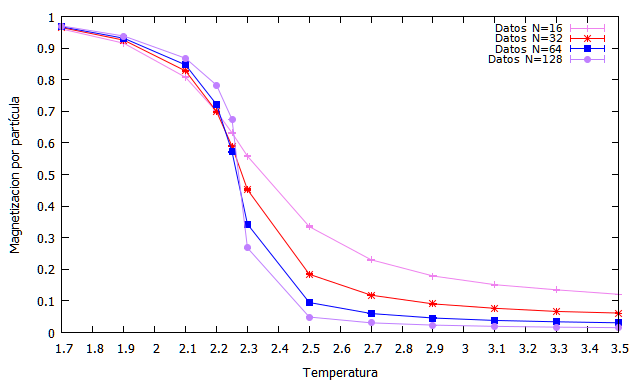 1
0.9
0.8
0.7
0.6
0.5
0.4
0.3
0.2
0.1
0
Magnetizacion por partícula
Datos N=16
Datos N=32
Datos N=64
Datos N=128
1.7 1.8 1.9 2 2.1 2.2 2.3 2.4 2.5 2.6 2.7 2.8 2.9 3 3.1 3.2 3.3 3.4 3.5
Temperatura